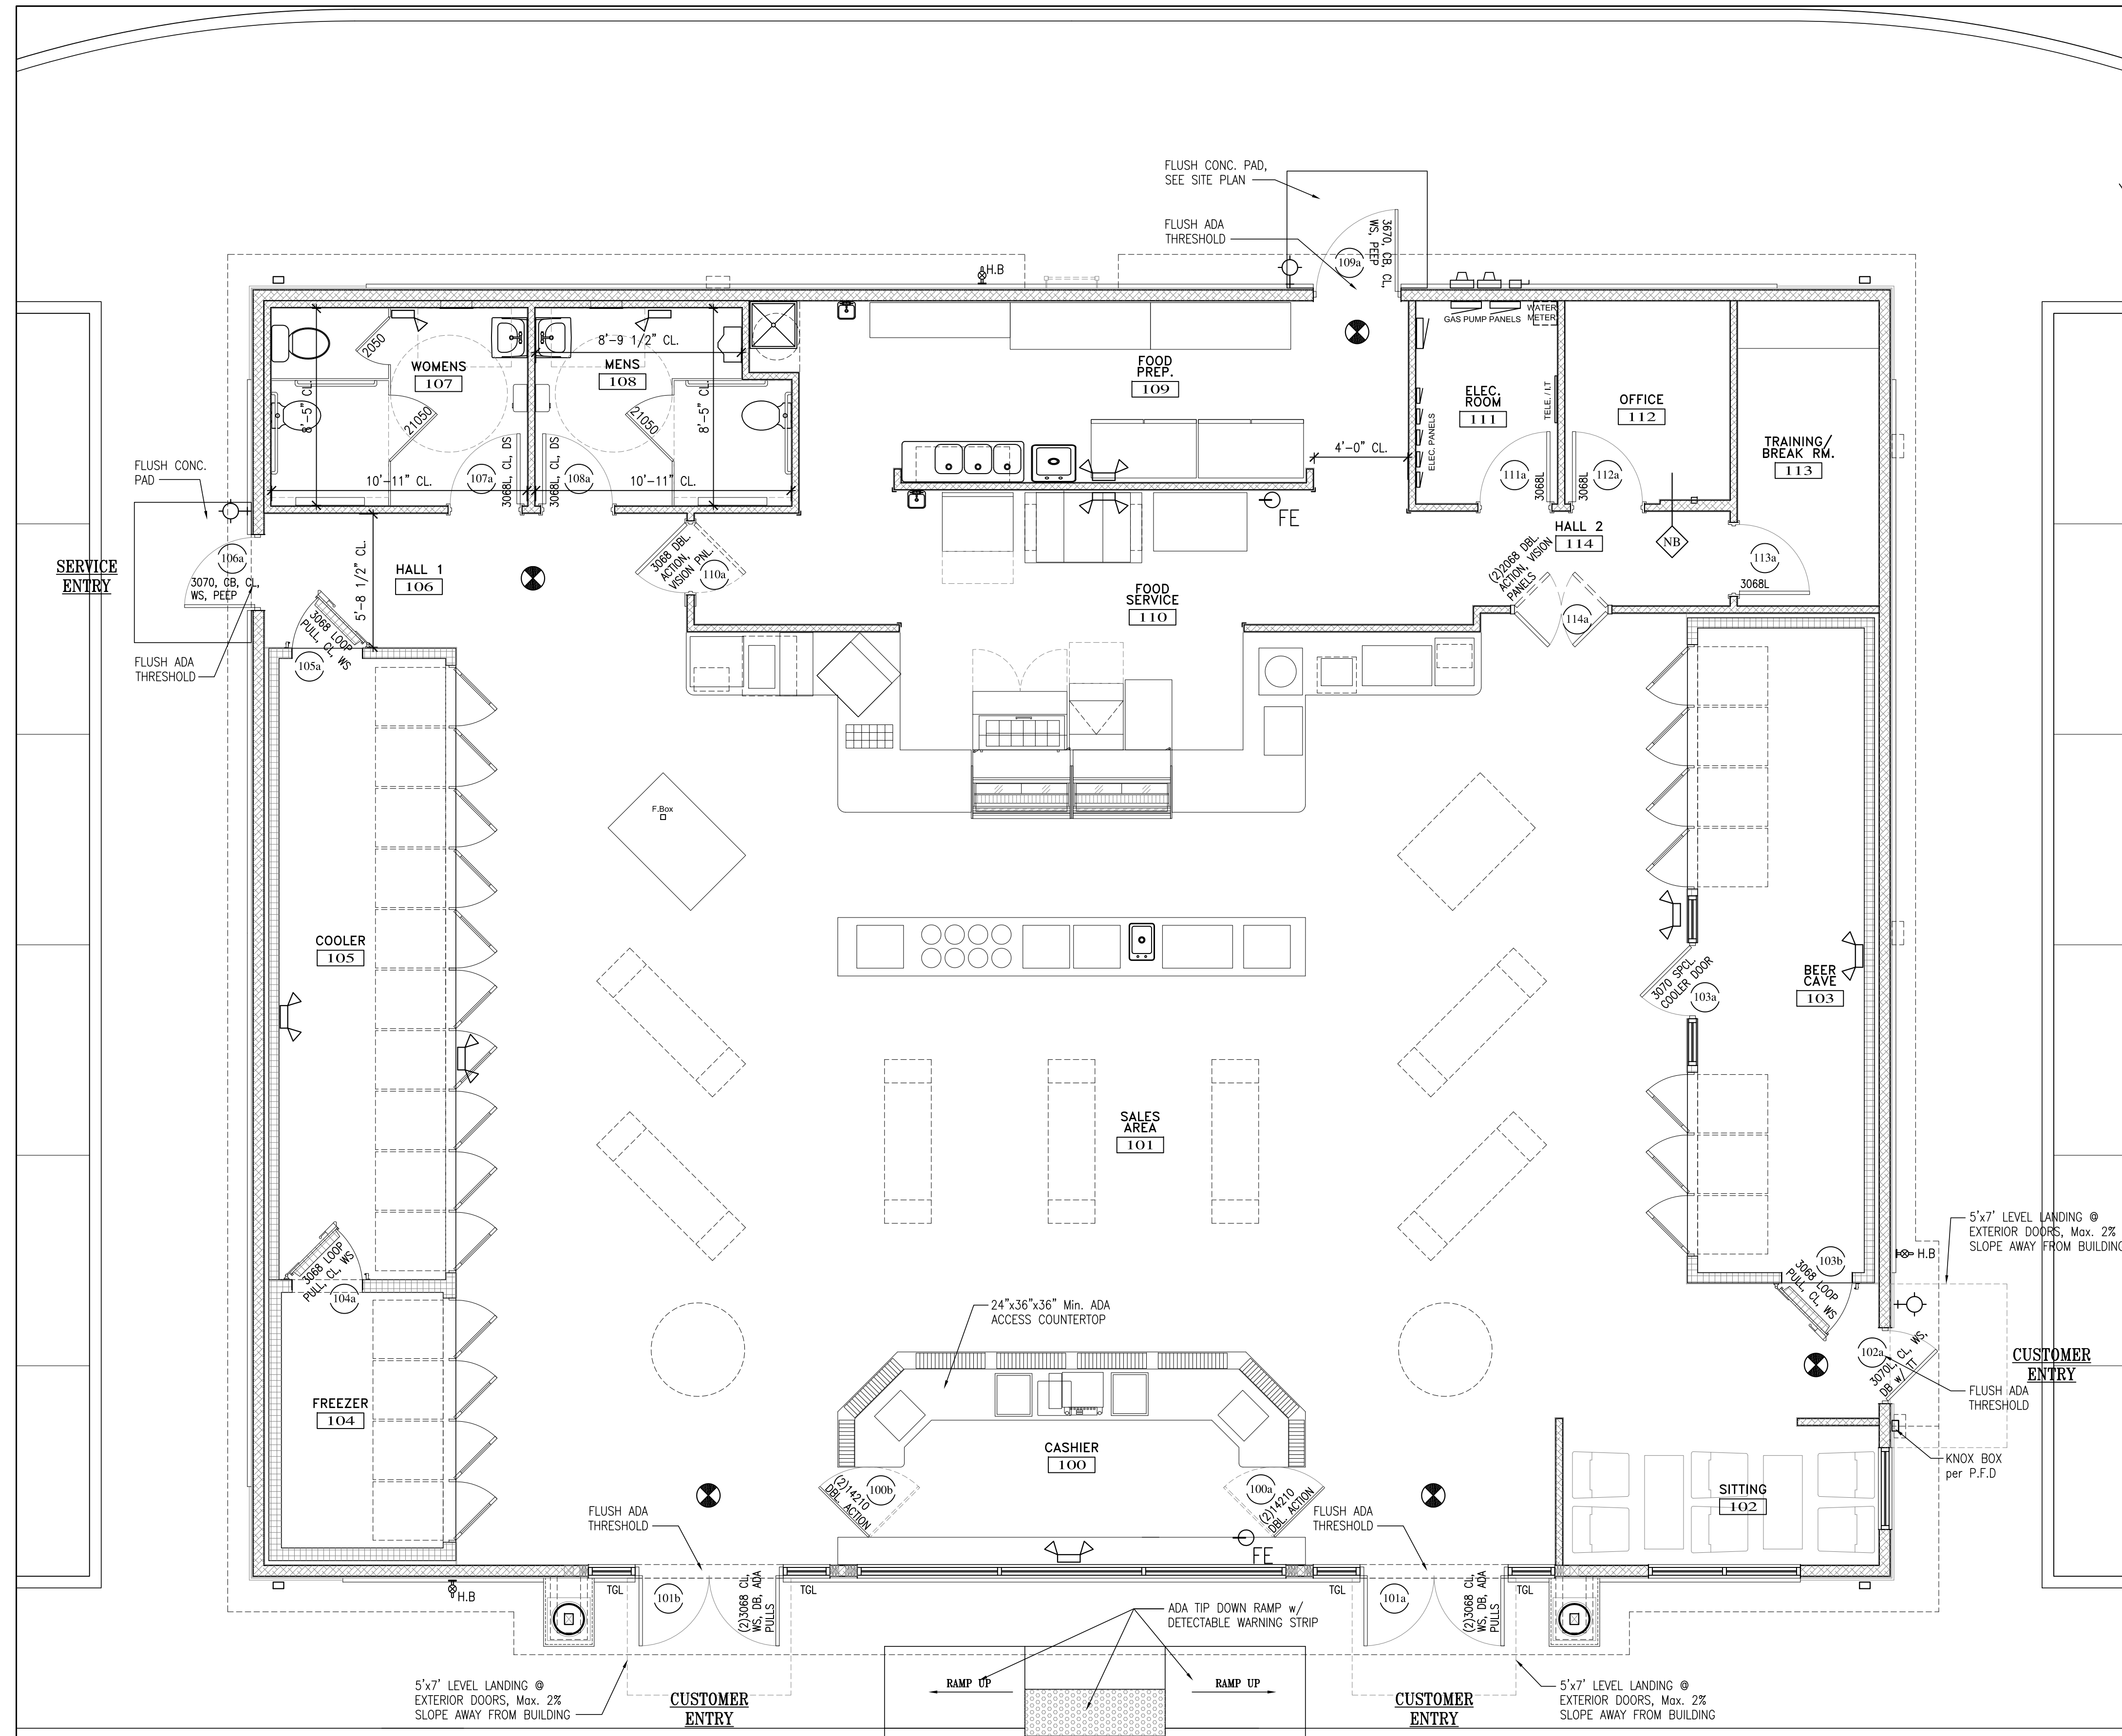 FLUSH CONC. PAD,
SEE SITE PLAN
FLUSH ADA
THRESHOLD
3670, CB, CL,
WS, PEEP
109a
H.B
GAS PUMP PANELS
WATER
METER
2050
WOMENS
107
8'-5" CL.
21050
10'-11" CL.
107a
3068L, CL, DS
8'-9 1/2" CL.
MENS
108
21050
8'-5" CL.
3068L, CL, DS
108a
10'-11" CL.
FOOD
PREP.
109
4'-0" CL.
ELEC. PANELS
ELEC.
ROOM
111
TELE. / I.T
111a
3068L
OFFICE
112
112a
3068L
TRAINING/
BREAK RM.
113
FLUSH CONC.
PAD
SERVICE
ENTRY
106a
3070, CB, CL,
WS, PEEP
FLUSH ADA
THRESHOLD
HALL 1
106
5'-8 1/2" CL.
3068 LOOP
PULL, CL, WS
105a
3068 DBL.
ACTION,
VISION PNL.
110a
FE
FOOD
SERVICE
110
HALL 2
114
NB
(2)2068 DBL.
ACTION, VISION
PANELS
114a
113a
3068L
F.Box
COOLER
105
3070 SPCL.
COOLER DOOR
103a
BEER
CAVE
103
SALES
AREA
101
3068 LOOP
PULL, CL, WS
104a
FREEZER
104
24"x36"x36" Min. ADA
ACCESS COUNTERTOP
CASHIER
100
(2)14210
DBL. ACTION
100b
100a
(2)14210
DBL. ACTION
FE
103b
3068 LOOP
PULL, CL, WS
H.B
5'x7' LEVEL LANDING @
EXTERIOR DOORS, Max. 2%
SLOPE AWAY FROM BUILDING
102a
3070L, CL, WS,
DB w/ TT
CUSTOMER
ENTRY
FLUSH ADA
THRESHOLD
KNOX BOX
per P.F.D
SITTING
102
FLUSH ADA
THRESHOLD
FLUSH ADA
THRESHOLD
H.B
TGL
101b
(2)3068 CL,
WS, DB, ADA
PULLS
TGL
TGL
101a
(2)3068 CL,
WS, DB, ADA
PULLS
TGL
ADA TIP DOWN RAMP w/
DETECTABLE WARNING STRIP
5'x7' LEVEL LANDING @
EXTERIOR DOORS, Max. 2%
SLOPE AWAY FROM BUILDING
CUSTOMER
ENTRY
RAMP UP
RAMP UP
CUSTOMER
ENTRY
5'x7' LEVEL LANDING @
EXTERIOR DOORS, Max. 2%
SLOPE AWAY FROM BUILDING